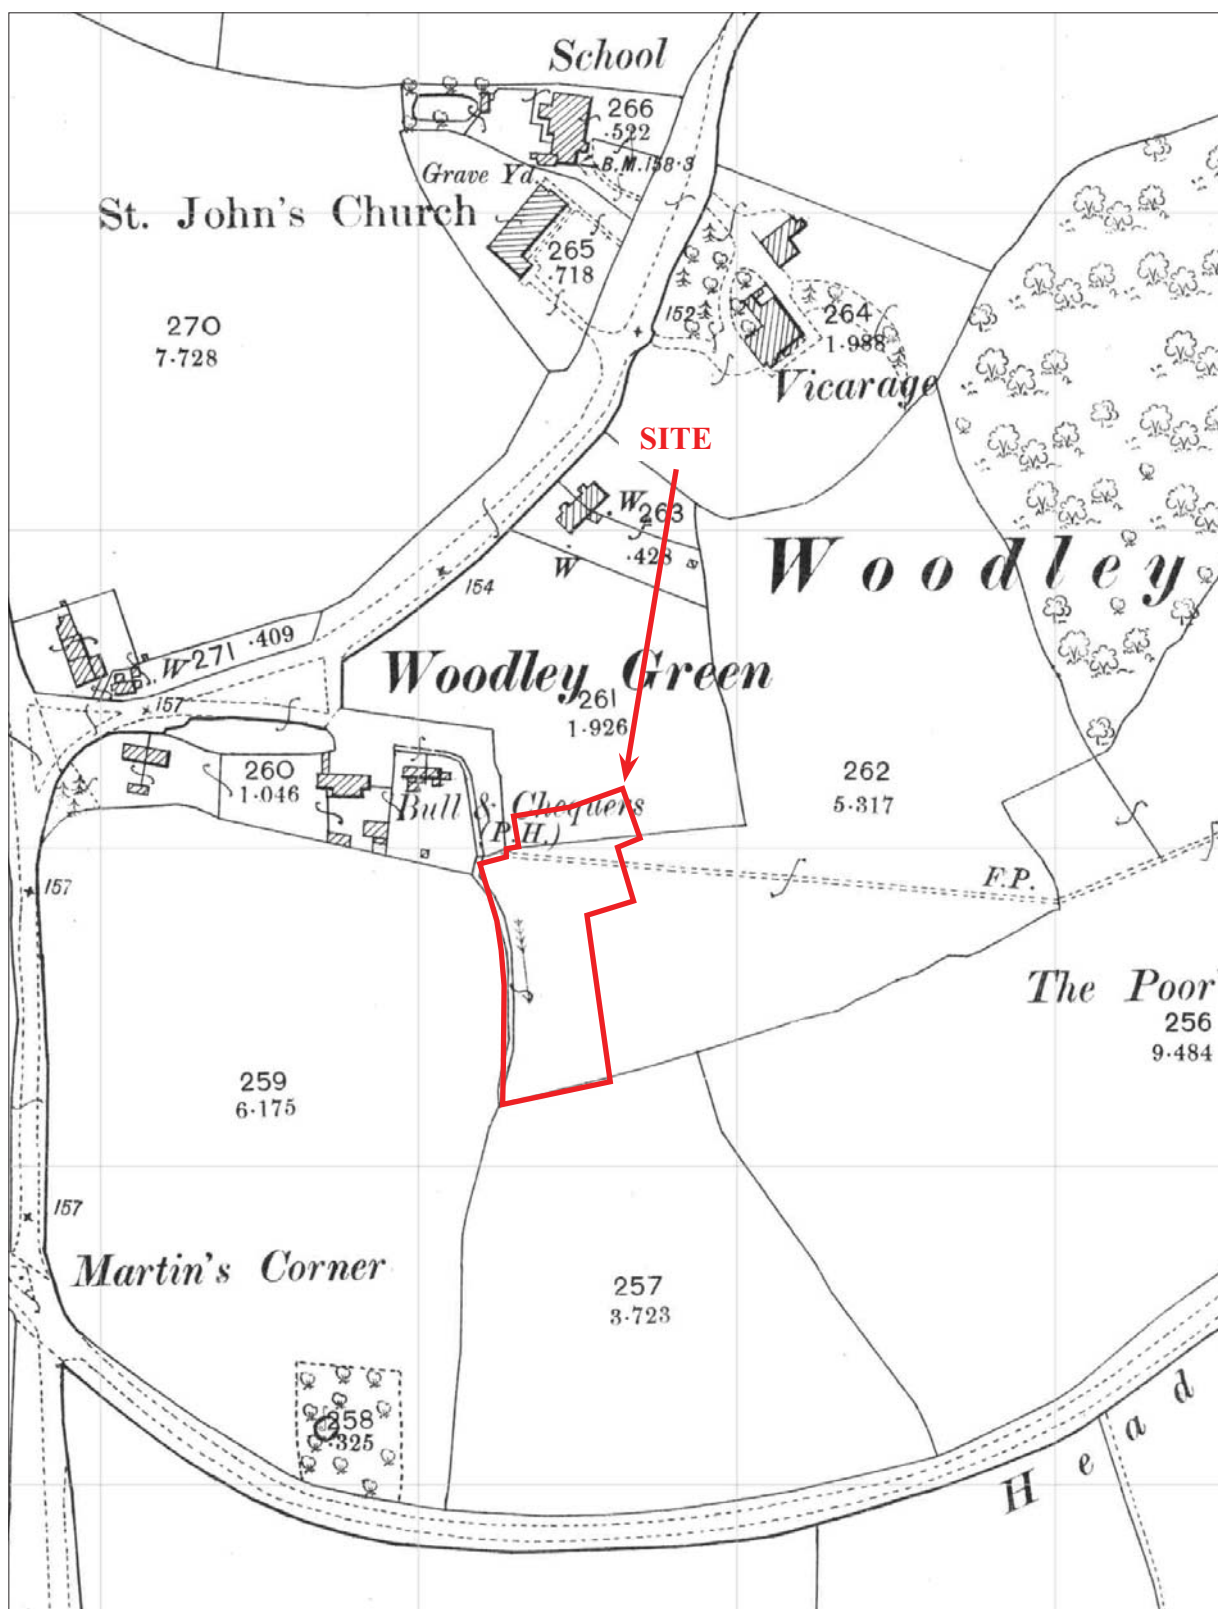 School
266
.522
B.M.158·3
Grave Yd.
St. John's Church
265
.718
270
7·728
152
264
1·988
Vicarage
SITE
W
263
.428
W
Woodley
154
W
271 .409
Woodley Green
261
1·926
157
260
1·046
262
5·317
Bull & Chequers
(P.H.)
F.P.
157
The Poor'
256
9·484
259
6·175
157
Martin's Corner
257
3·723
258
.325
Head